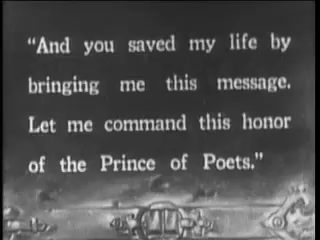 "And you saved my life by
bringing me this message.
Let me command this honor
of the Prince of Poets."